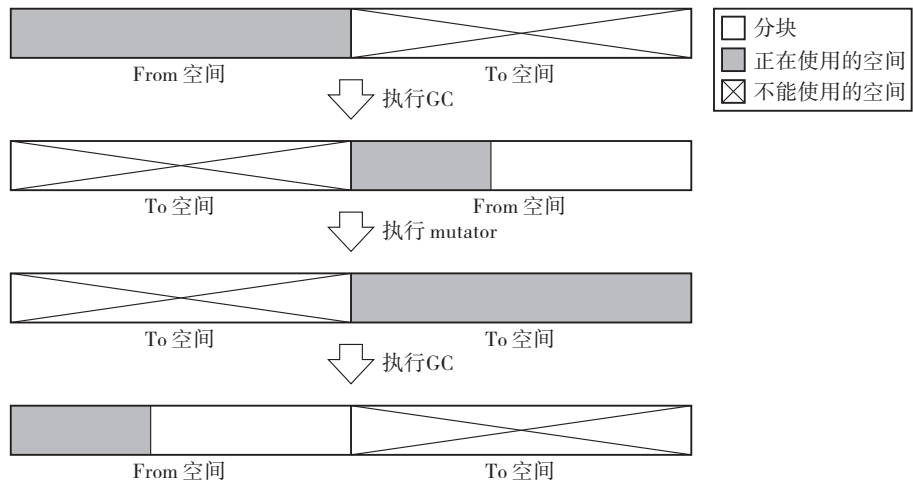 分块
正在使用的空间
不能使用的空间
From 空间 To 空间
执行GC
To 空间 From 空间
执行 mutator
To 空间 To 空间
执行GC
From 空间 To 空间